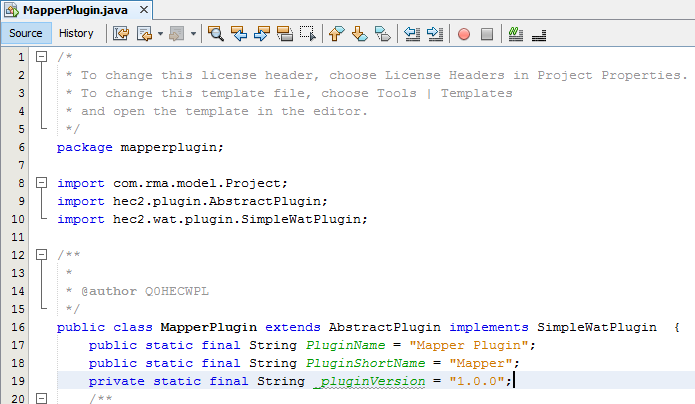 MapperPlugin.java
Source History
1 /*
2 * To change this license header, choose License Headers in Project Properties.
3 * To change this template file, choose Tools | Templates
4 * and open the template in the editor.
5 */
6 package mapperplugin;
7
8 import com.rma.model.Project;
9 import hec2.plugin.AbstractPlugin;
10 import hec2.wat.plugin.SimpleWatPlugin;
11
12 /**
13 *
14 * @author Q0HECWPL
15 */
16 public class MapperPlugin extends AbstractPlugin implements SimpleWatPlugin {
17 public static final String PluginName = "Mapper Plugin";
18 public static final String PluginShortName = "Mapper";
19 private static final String _pluginVersion = "1.0.0";
20 /**